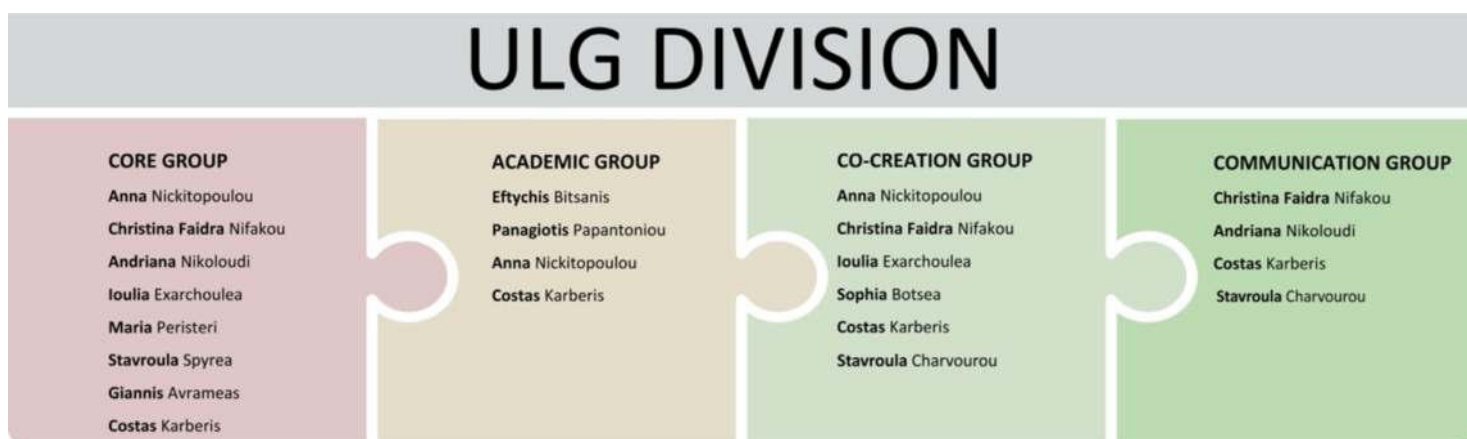 ULG DIVISION
CORE GROUP
Anna Nickitopoulou
Christina Faidra Nifakou
Andriana Nikoloudi
Ioulia Exarchoulea
Maria Peristeri
Stavroula Spyrea
Giannis Avrameas
Costas Karberis
ACADEMIC GROUP
Eftychis Bitsanis
Panagiotis Papantoniou
Anna Nickitopoulou
Costas Karberis
CO-CREATION GROUP
Anna Nickitopoulou
Christina Faidra Nifakou
Ioulia Exarchoulea
Sophia Botsea
Costas Karberis
Stavroula Charvourou
COMMUNICATION GROUP
Christina Faidra Nifakou
Andriana Nikoloudi
Costas Karberis
Stavroula Charvourou